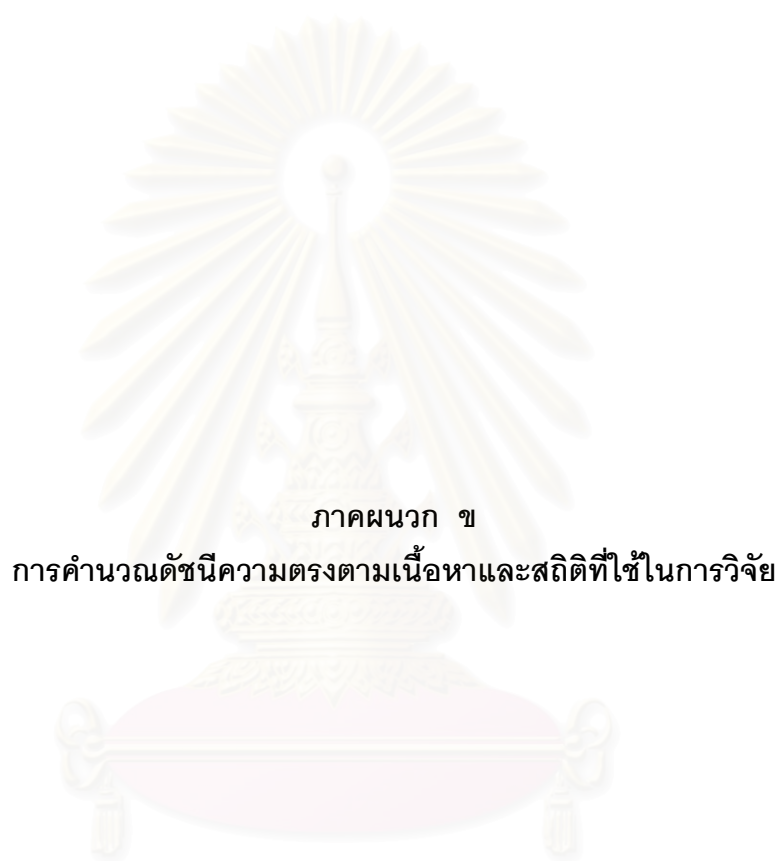 ภาคผนวก ข
การคำนวณดัชนีความตรงตามเนื้อหาและสถิติที่ใช้ในการวิจัย